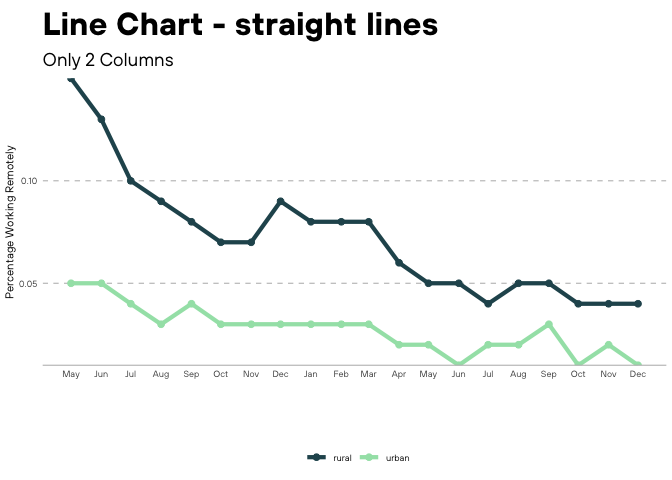 Line Chart - straight lines
Only 2 Columns
Percentage Working Remotely
0.10
0.05
May Jun Jul Aug Sep Oct Nov Dec Jan Feb Mar Apr May Jun Jul Aug Sep Oct Nov Dec
rural urban